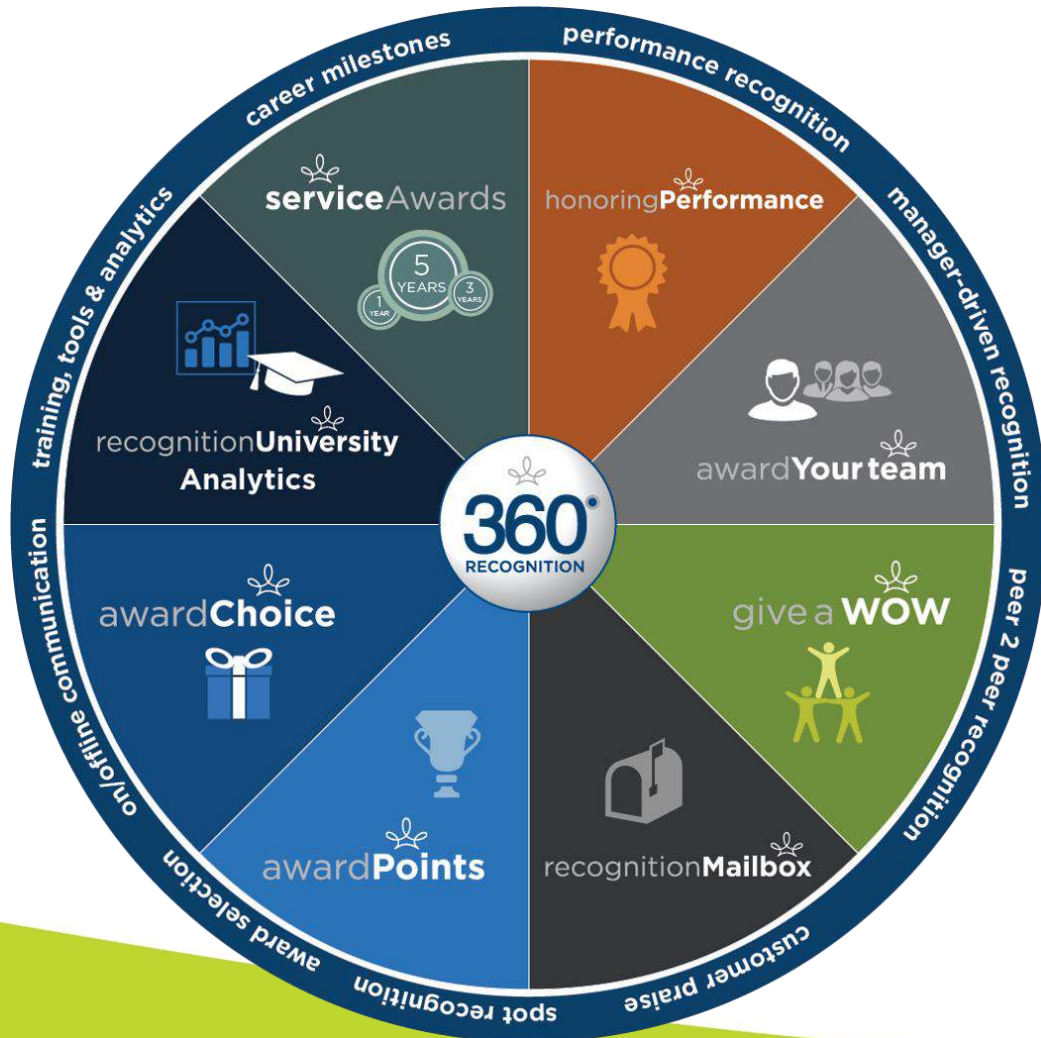 career milestones
performance recognition
manager-driven recognition
peer 2 peer recognition
customer praise
spot recognition
award selection
on/offline communication
training, tools & analytics
serviceAwards
5
YEARS
1
YEAR
3
YEARS
honoringPerformance
awardYour team
give a WOW
recognitionMailbox
awardPoints
awardChoice
recognitionUniversity
Analytics
360°
RECOGNITION